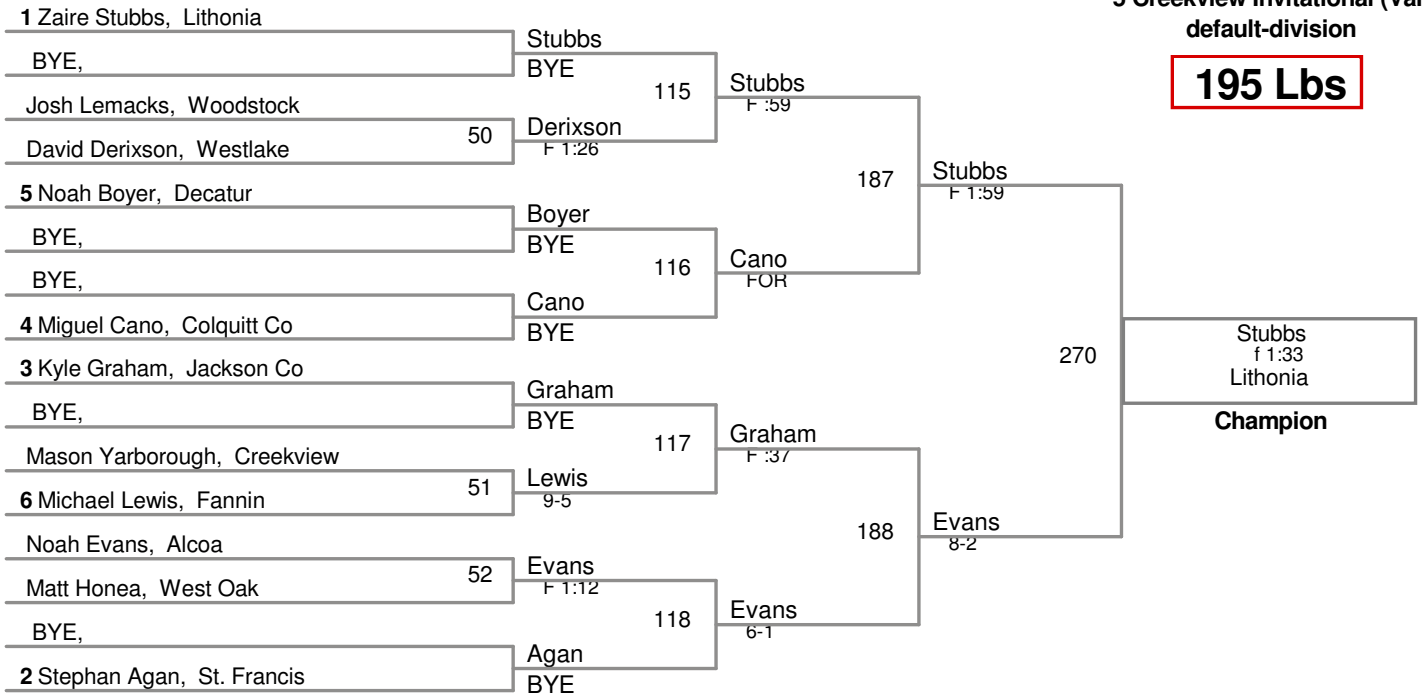 1 Zaire Stubbs, Lithonia
BYE,
Josh Lemacks, Woodstock
David Derixson, Westlake
5 Noah Boyer, Decatur
BYE,
BYE,
4 Miguel Cano, Colquitt Co
3 Kyle Graham, Jackson Co
BYE,
Mason Yarborough, Creekview
6 Michael Lewis, Fannin
Noah Evans, Alcoa
Matt Honea, West Oak
BYE,
2 Stephan Agan, St. Francis
50
51
52
Stubbs
BYE
Derixson
F 1:26
Boyer
BYE
Cano
BYE
Graham
BYE
Lewis
9-5
Evans
F 1:12
Agan
BYE
115
116
117
118
Stubbs
F :59
Cano
FOR
Graham
F :37
Evans
6-1
187
188
Stubbs
F 1:59
Evans
8-2
270
Stubbs
f 1:33
Lithonia
Champion
Creekview Invitational
default-division
195 Lbs